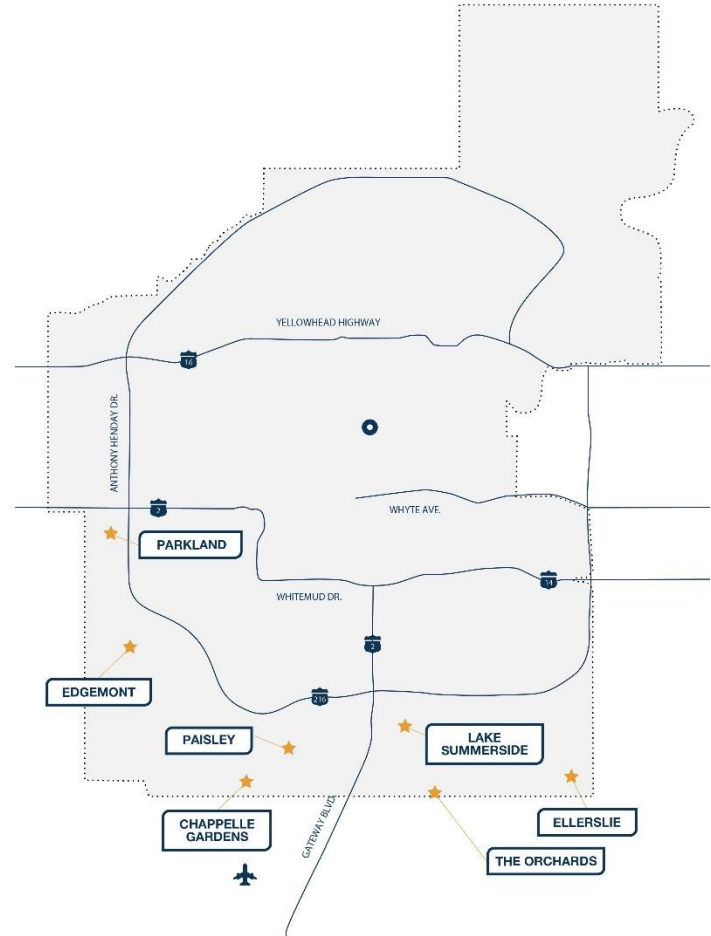 YELLOWHEAD HIGHWAY
16
ANTHONY HENDAY DR.
2
WHYTE AVE.
PARKLAND
14
WHITEMUD DR.
2
EDGEMONT
216
PAISLEY
LAKE
SUMMERSIDE
CHAPPELLE
GARDENS
GATEWAY BLVD.
ELLERSLIE
THE ORCHARDS